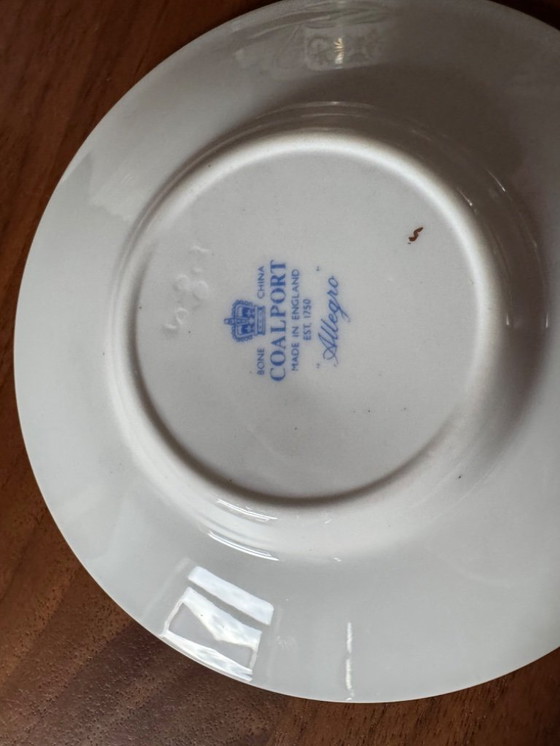 BONE CHINA
COALPORT
MADE IN ENGLAND
EST. 1750
"Allegro"